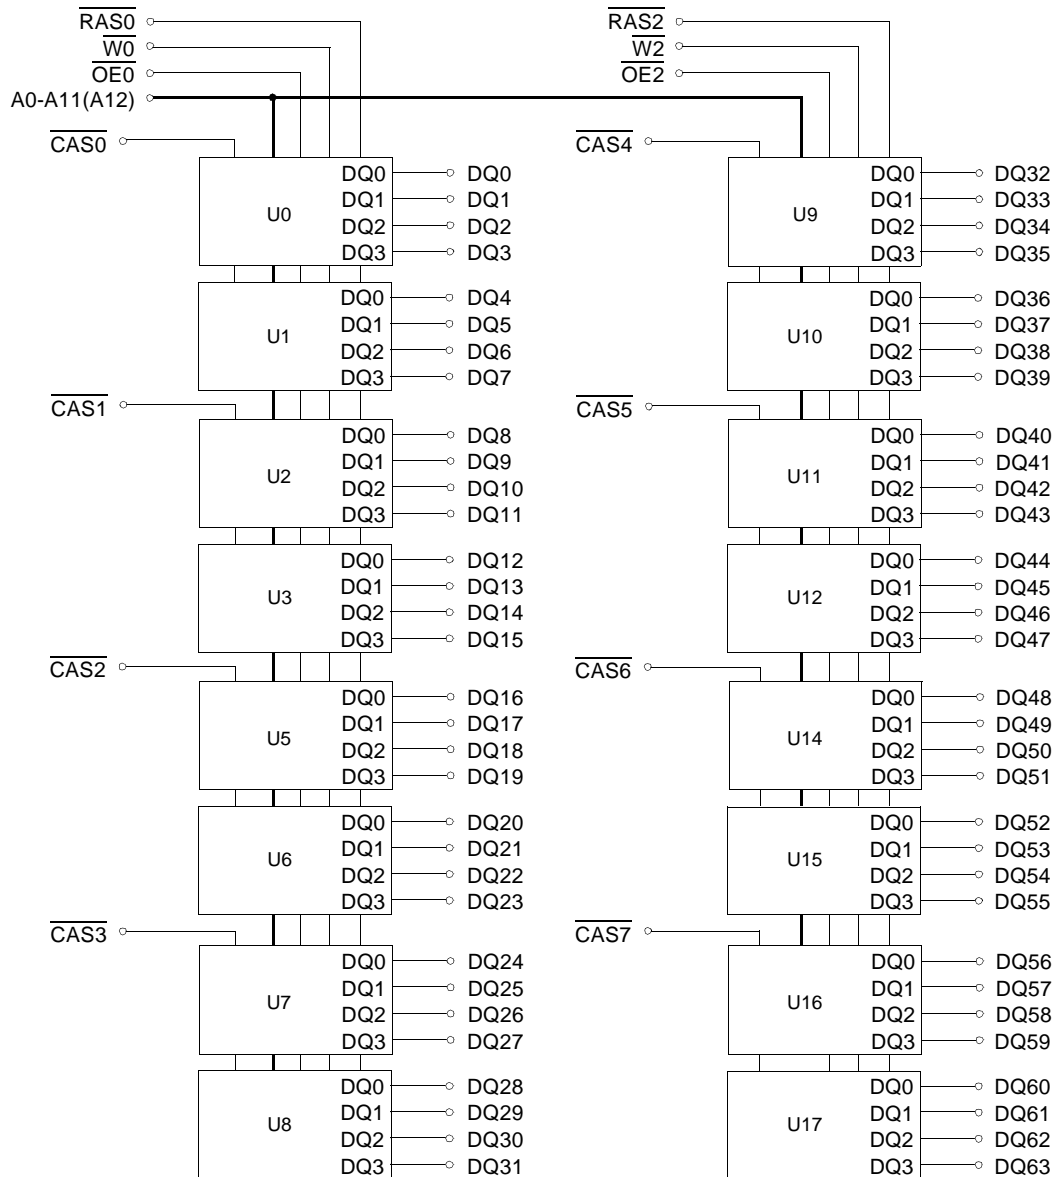 RAS0
W0
OE0
A0-A11(A12)
CAS0
U0
DQ0 DQ0
DQ1 DQ1
DQ2 DQ2
DQ3 DQ3
U1
DQ0 DQ4
DQ1 DQ5
DQ2 DQ6
DQ3 DQ7
CAS1
U2
DQ0 DQ8
DQ1 DQ9
DQ2 DQ10
DQ3 DQ11
U3
DQ0 DQ12
DQ1 DQ13
DQ2 DQ14
DQ3 DQ15
CAS2
U5
DQ0 DQ16
DQ1 DQ17
DQ2 DQ18
DQ3 DQ19
U6
DQ0 DQ20
DQ1 DQ21
DQ2 DQ22
DQ3 DQ23
CAS3
U7
DQ0 DQ24
DQ1 DQ25
DQ2 DQ26
DQ3 DQ27
U8
DQ0 DQ28
DQ1 DQ29
DQ2 DQ30
DQ3 DQ31
RAS2
W2
OE2
CAS4
U9
DQ0 DQ32
DQ1 DQ33
DQ2 DQ34
DQ3 DQ35
U10
DQ0 DQ36
DQ1 DQ37
DQ2 DQ38
DQ3 DQ39
CAS5
U11
DQ0 DQ40
DQ1 DQ41
DQ2 DQ42
DQ3 DQ43
U12
DQ0 DQ44
DQ1 DQ45
DQ2 DQ46
DQ3 DQ47
CAS6
U14
DQ0 DQ48
DQ1 DQ49
DQ2 DQ50
DQ3 DQ51
U15
DQ0 DQ52
DQ1 DQ53
DQ2 DQ54
DQ3 DQ55
CAS7
U16
DQ0 DQ56
DQ1 DQ57
DQ2 DQ58
DQ3 DQ59
U17
DQ0 DQ60
DQ1 DQ61
DQ2 DQ62
DQ3 DQ63